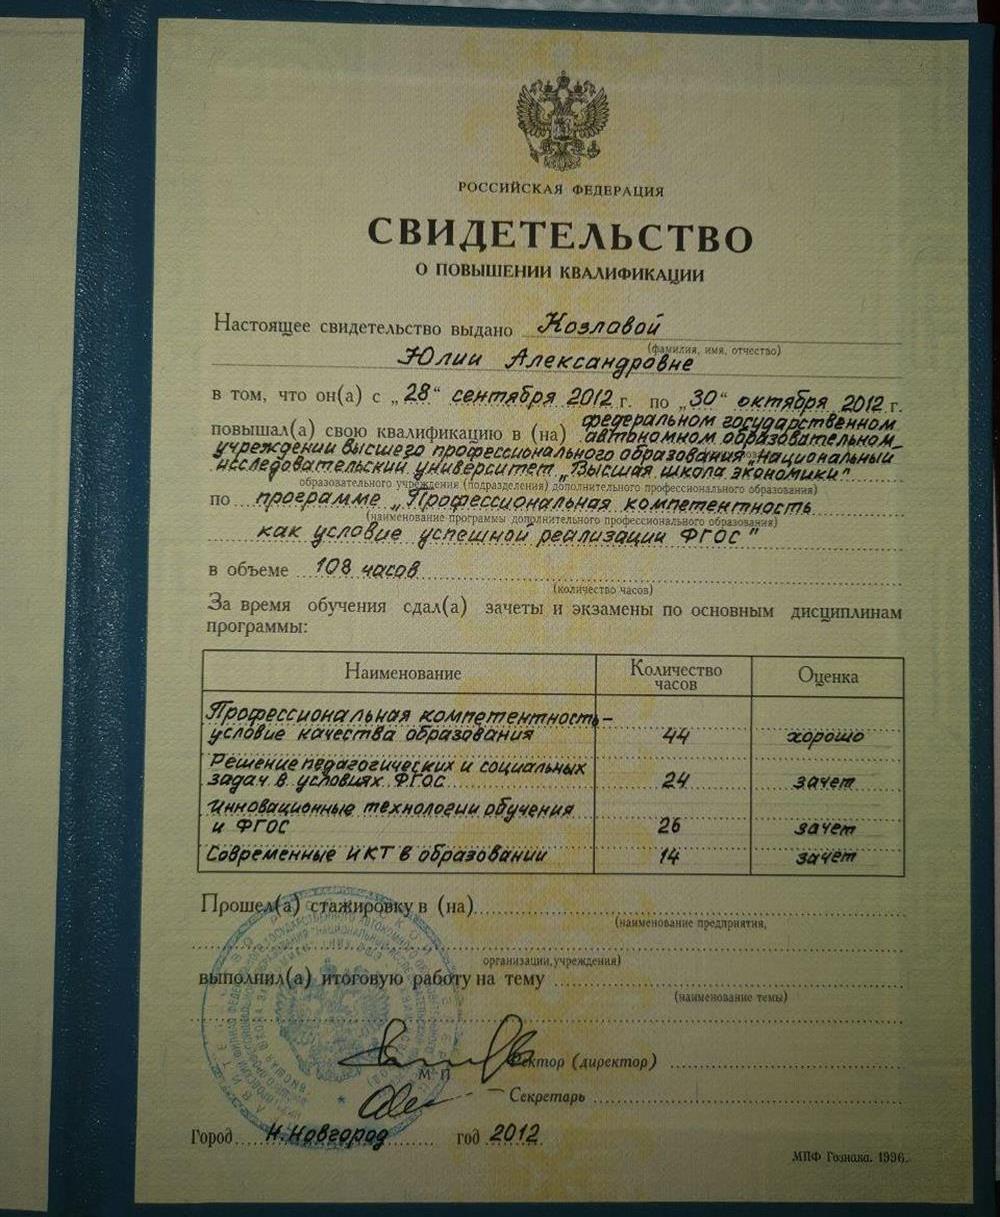 РОССИЙСКАЯ ФЕДЕРАЦИЯ
СВИДЕТЕЛЬСТВО
О ПОВЫШЕНИИ КВАЛИФИКАЦИИ
Настоящее свидетельство выдано Козлавой
(фамилия, имя, отчество)
Юлии Александровне
в том, что он(а) с „28“ сентября 2012 г. по „30“ октября 2012 г.
федеральном государственном
повышал(а) свою квалификацию в (на) автономном образовательном
учреждении высшего профессионального образования „Национальный
исследовательский университет „Высшая школа экономики"
образовательного учреждения (подразделения) дополнительного профессионального образования)
по программе „Профессиональная компетентность
(наименование программы дополнительного профессионального образования)
как условие успешной реализации ФГОС"
в объеме 108 часов
(количество часов)
За время обучения сдал(а) зачеты и экзамены по основным дисциплинам
программы:
Наименование Количество часов Оценка
Профессиональная компетентность –
условие качества образования 44 хорошо
Решение педагогических и социальных
задач в условиях ФГОС 24 зачет
Инновационные технологии обучения
и ФГОС 26 зачет
Современные ИКТ в образовании 14 зачет
Прошел(а) стажировку в (на)
(наименование предприятия,
организации, учреждения)
выполнил(а) итоговую работу на тему
(наименование темы)
Ректор (директор)
М П
Секретарь
Город Н.Новгород год 2012
МПФ Гознака. 1996.